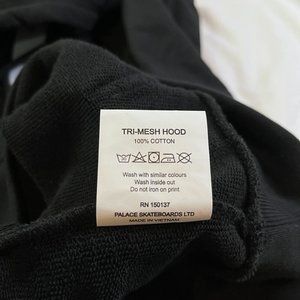 TRI-MESH HOOD
100% COTTON
Wash with similar colours
Wash inside out
Do not iron on print.
RN 150137
PALACE SKATEBOARDS LTD
MADE IN VIETNAM